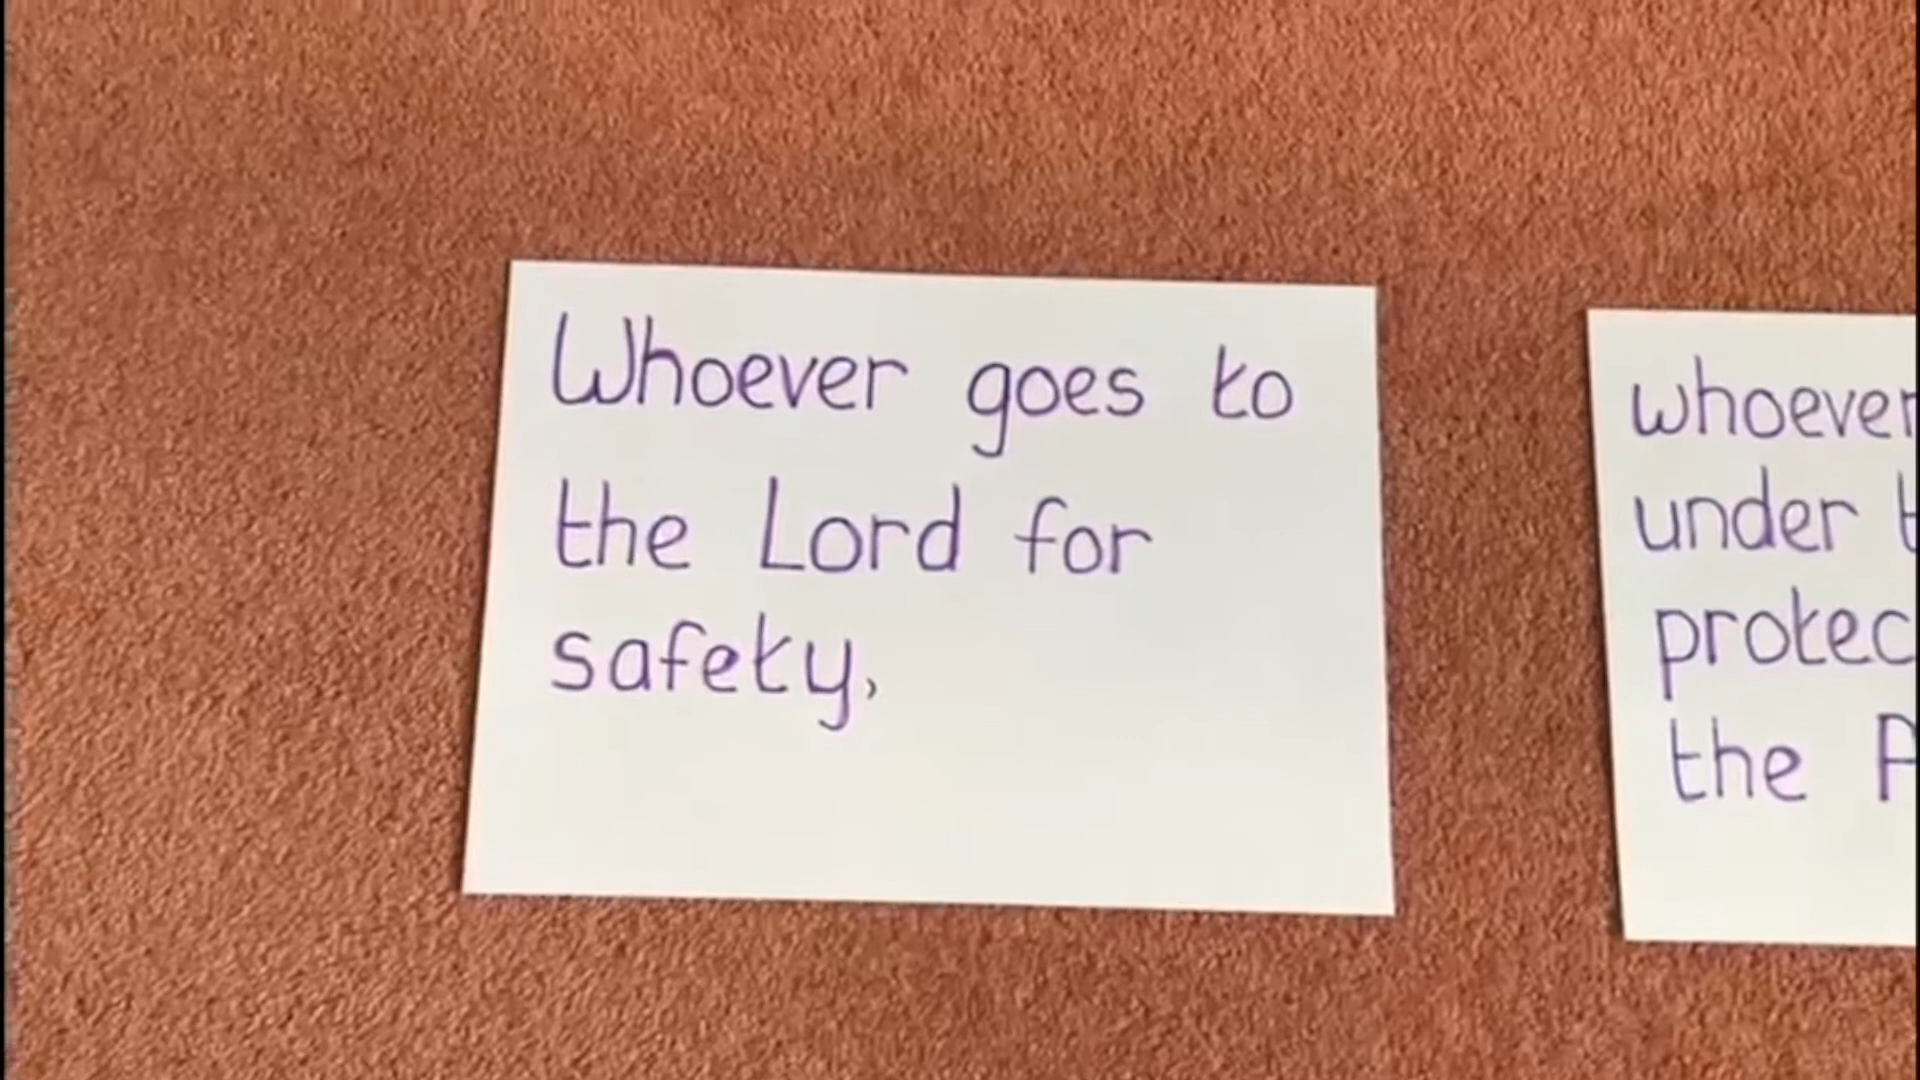 Whoever goes to
the Lord for
safety,
whoever
under
protec
the